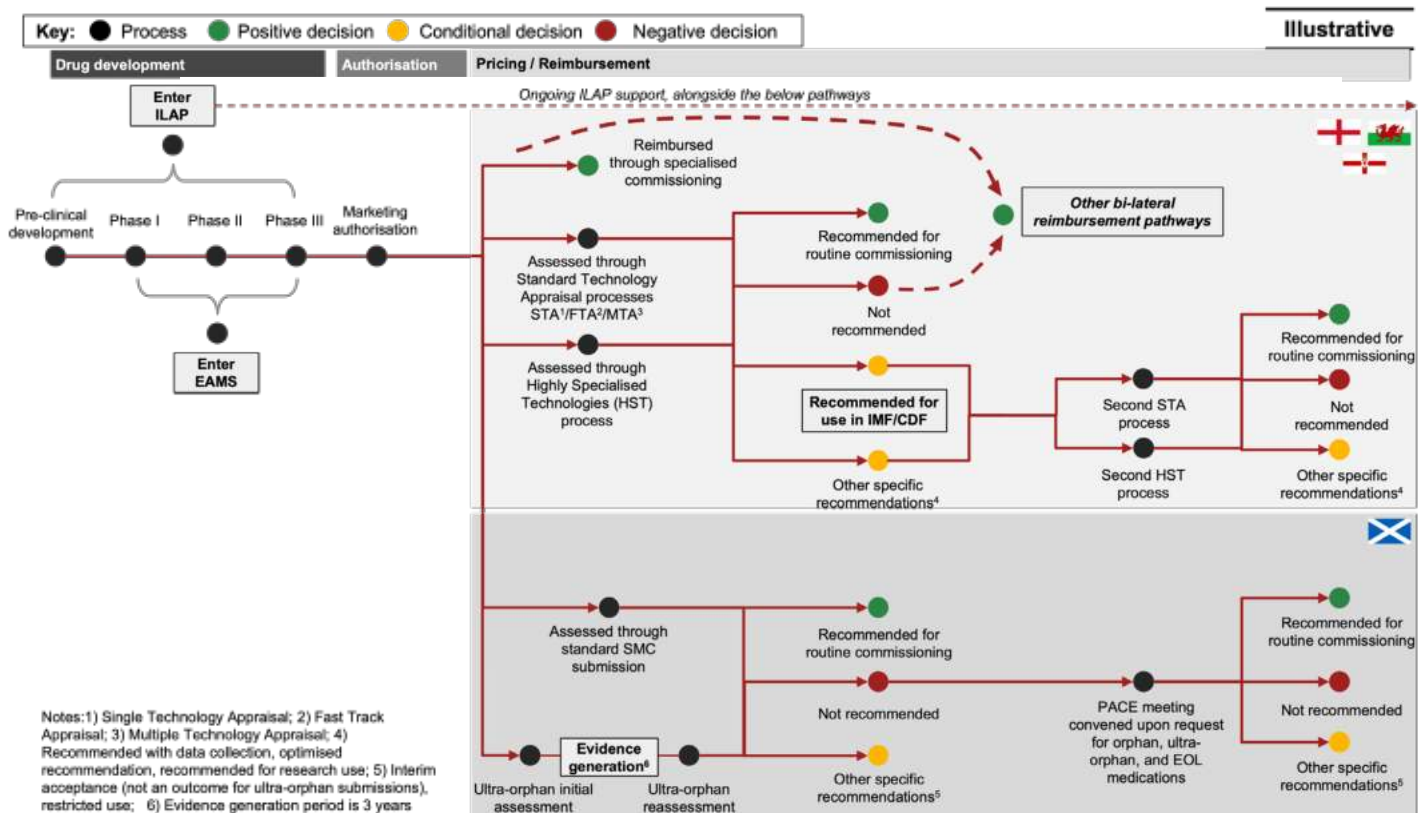 Key: Process Positive decision Conditional decision Negative decision
Illustrative
Drug development
Authorisation
Pricing / Reimbursement
Enter
ILAP
Ongoing ILAP support, alongside the below pathways
Pre-clinical
development
Phase I
Phase II
Phase III
Marketing
authorisation
Enter
EAMS
Reimbursed
through specialised
commissioning
Other bi-lateral
reimbursement pathways
Assessed through
Standard Technology
Appraisal processes
STA¹/FTA²/MTA³
Assessed through
Highly Specialised
Technologies (HST)
process
Recommended for
routine commissioning
Not
recommended
Recommended for
use in IMF/CDF
Other specific
recommendations⁴
Second STA
process
Second HST
process
Recommended for
routine commissioning
Not
recommended
Other specific
recommendations⁴
Assessed through
standard SMC
submission
Ultra-orphan initial
assessment
Evidence
generation⁶
Ultra-orphan
reassessment
Recommended for
routine commissioning
Not recommended
Other specific
recommendations⁵
PACE meeting
convened upon request
for orphan, ultra-
orphan, and EOL
medications
Recommended for
routine commissioning
Not recommended
Other specific
recommendations⁵
Notes:1) Single Technology Appraisal; 2) Fast Track
Appraisal; 3) Multiple Technology Appraisal; 4)
Recommended with data collection, optimised
recommendation, recommended for research use; 5) Interim
acceptance (not an outcome for ultra-orphan submissions),
restricted use; 6) Evidence generation period is 3 years